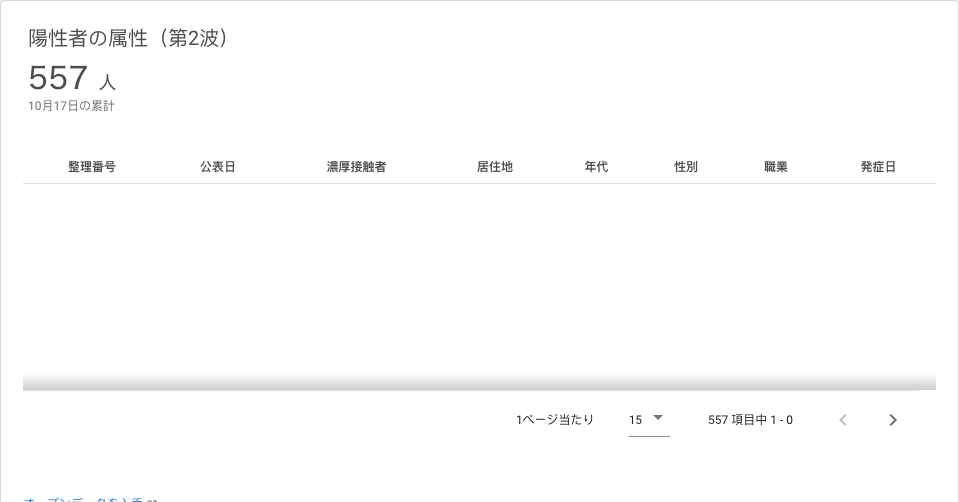 陽性者の属性（第2波）
557 人
10月17日の累計
整理番号 公表日 濃厚接触者 居住地 年代 性別 職業 発症日
1ページ当たり 15 557 項目中 1 - 0